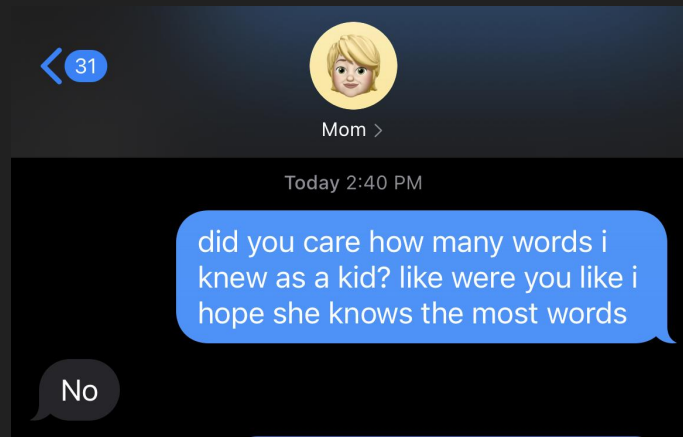 31
Mom >
Today 2:40 PM
did you care how many words i
knew as a kid? like were you like i
hope she knows the most words
No